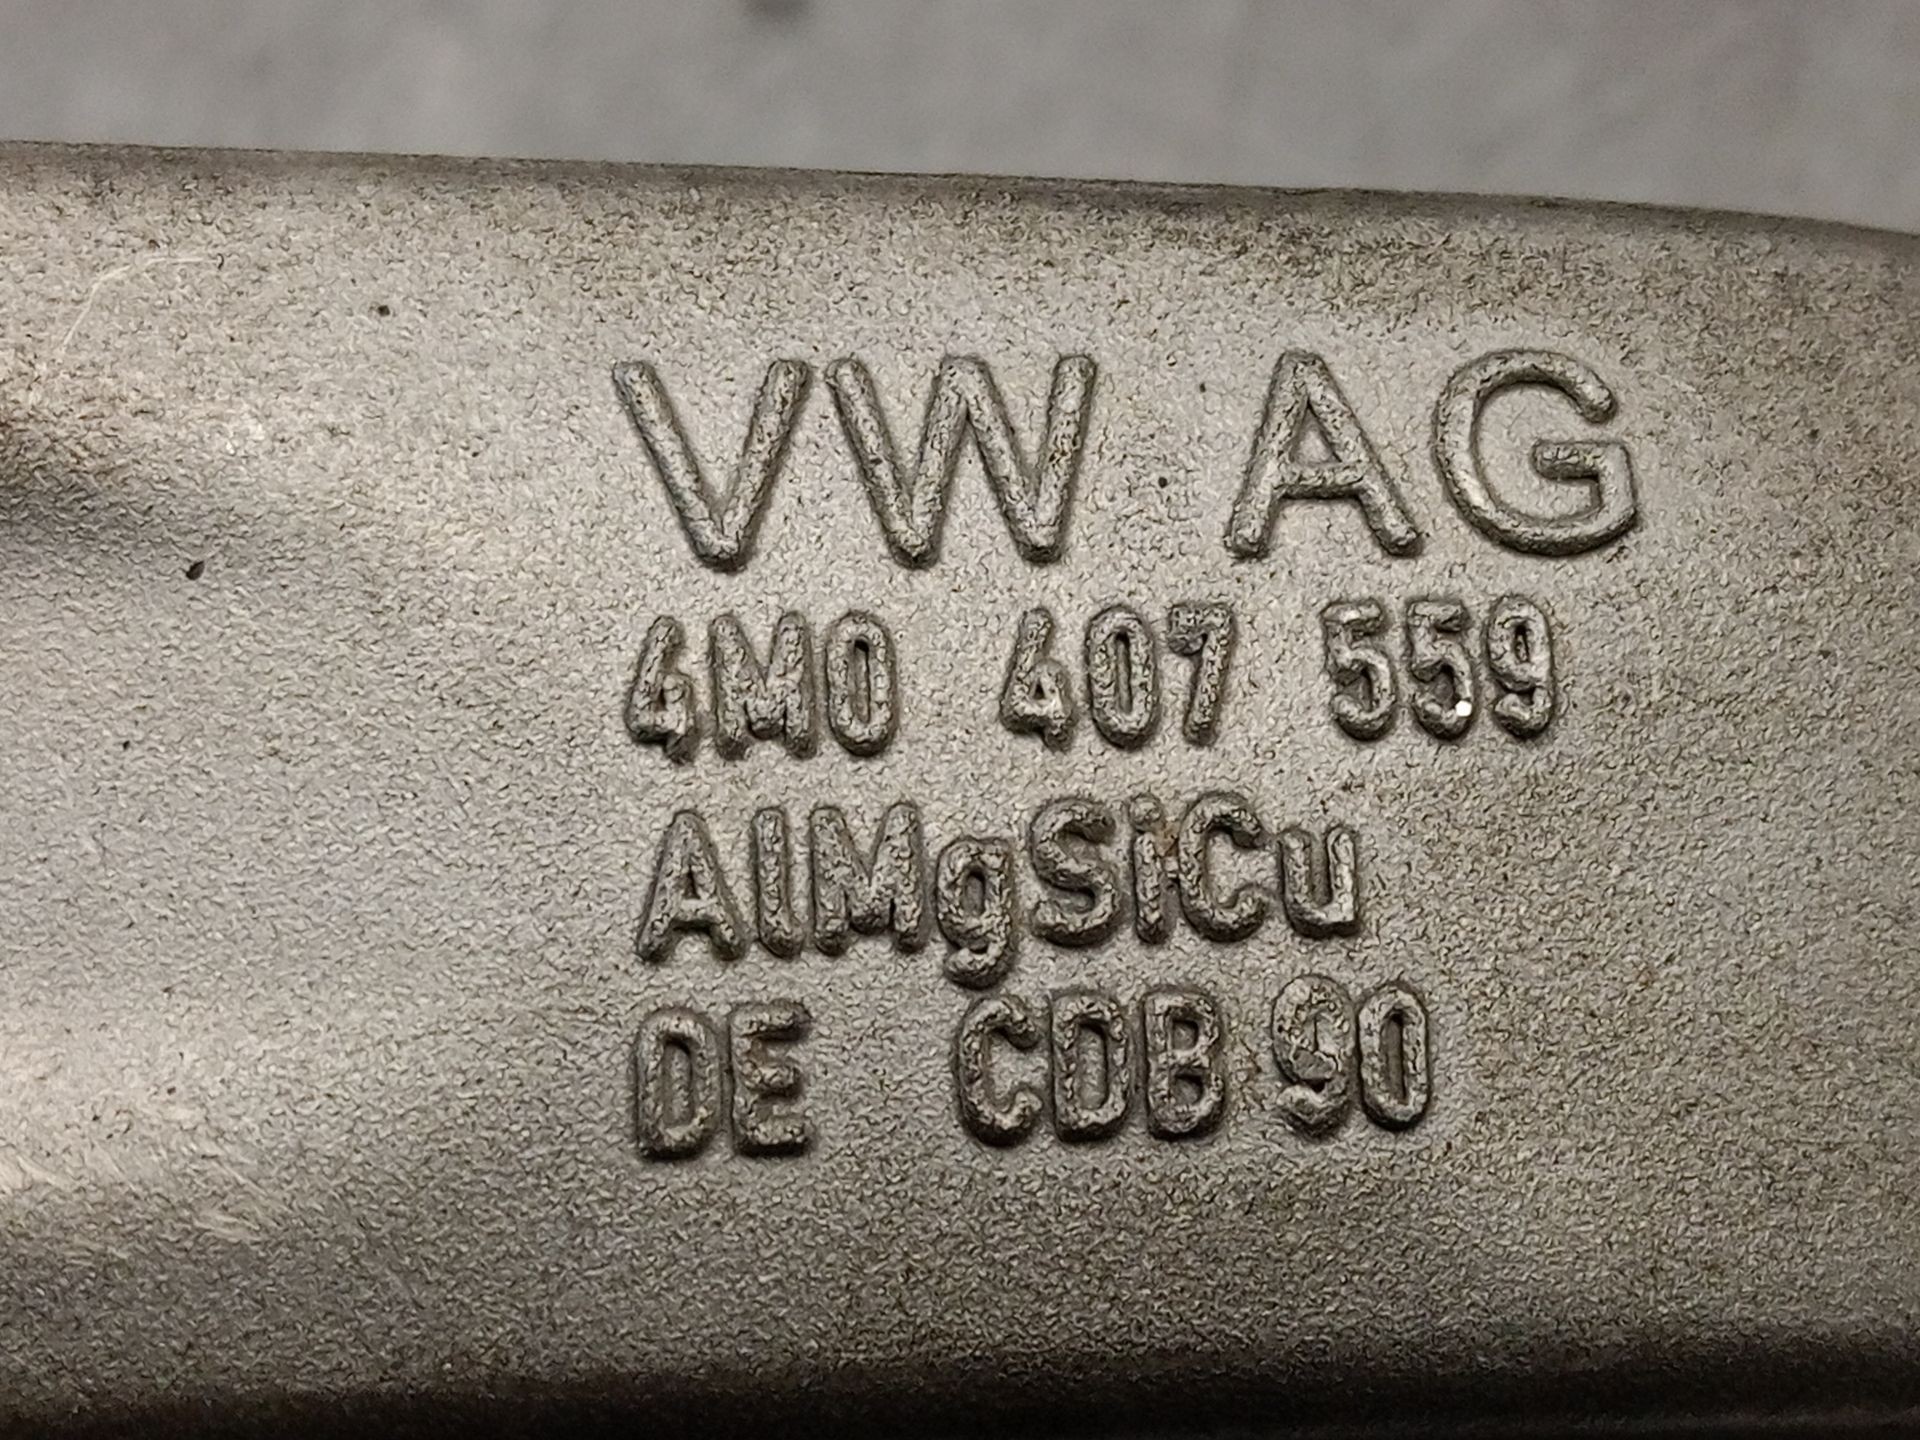 VW AG
4M0 407 559
AlMgSiCu
DE CDB 90